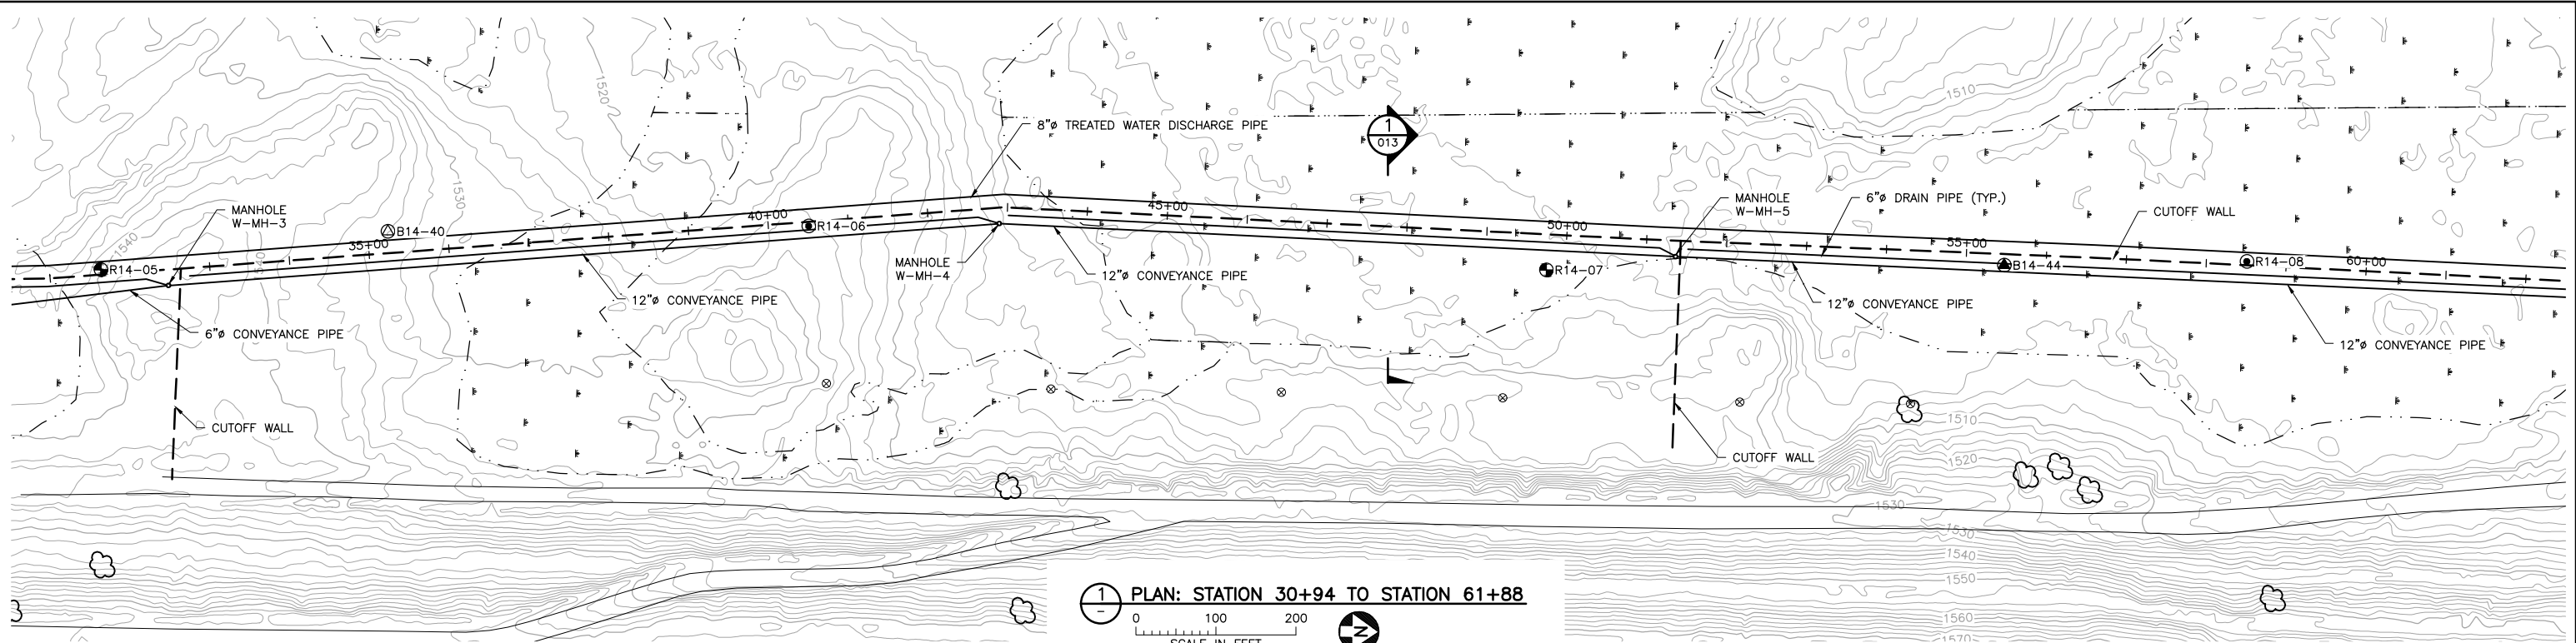 1520
1510
8"ø TREATED WATER DISCHARGE PIPE
1
013
1530
MANHOLE
W-MH-3
B14-40
1540
35+00
R14-05
1540
40+00
R14-06
45+00
MANHOLE
W-MH-4
12"ø CONVEYANCE PIPE
12"ø CONVEYANCE PIPE
6"ø CONVEYANCE PIPE
50+00
R14-07
MANHOLE
W-MH-5
6"ø DRAIN PIPE (TYP.)
CUTOFF WALL
55+00
B14-44
R14-08
60+00
12"ø CONVEYANCE PIPE
12"ø CONVEYANCE PIPE
CUTOFF WALL
CUTOFF WALL
1510
1520
1530
1530
1540
1550
1560
1570
1
-
PLAN: STATION 30+94 TO STATION 61+88
0 100 200
SCALE IN FEET
N